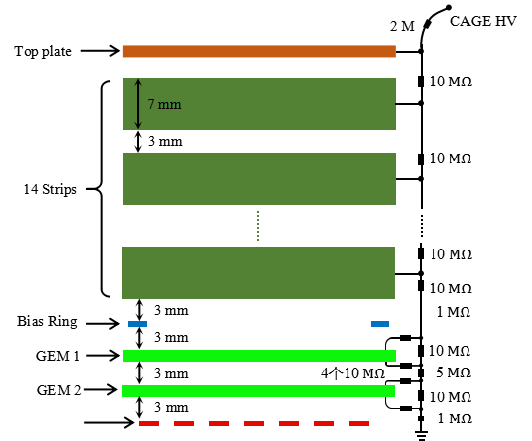 CAGE HV
2 M
Top plate
10 MΩ
7 mm
3 mm
10 MΩ
14 Strips
10 MΩ
10 MΩ
3 mm
1 MΩ
Bias Ring
3 mm
GEM 1
10 MΩ
3 mm
4个10 MΩ
5 MΩ
GEM 2
10 MΩ
3 mm
1 MΩ